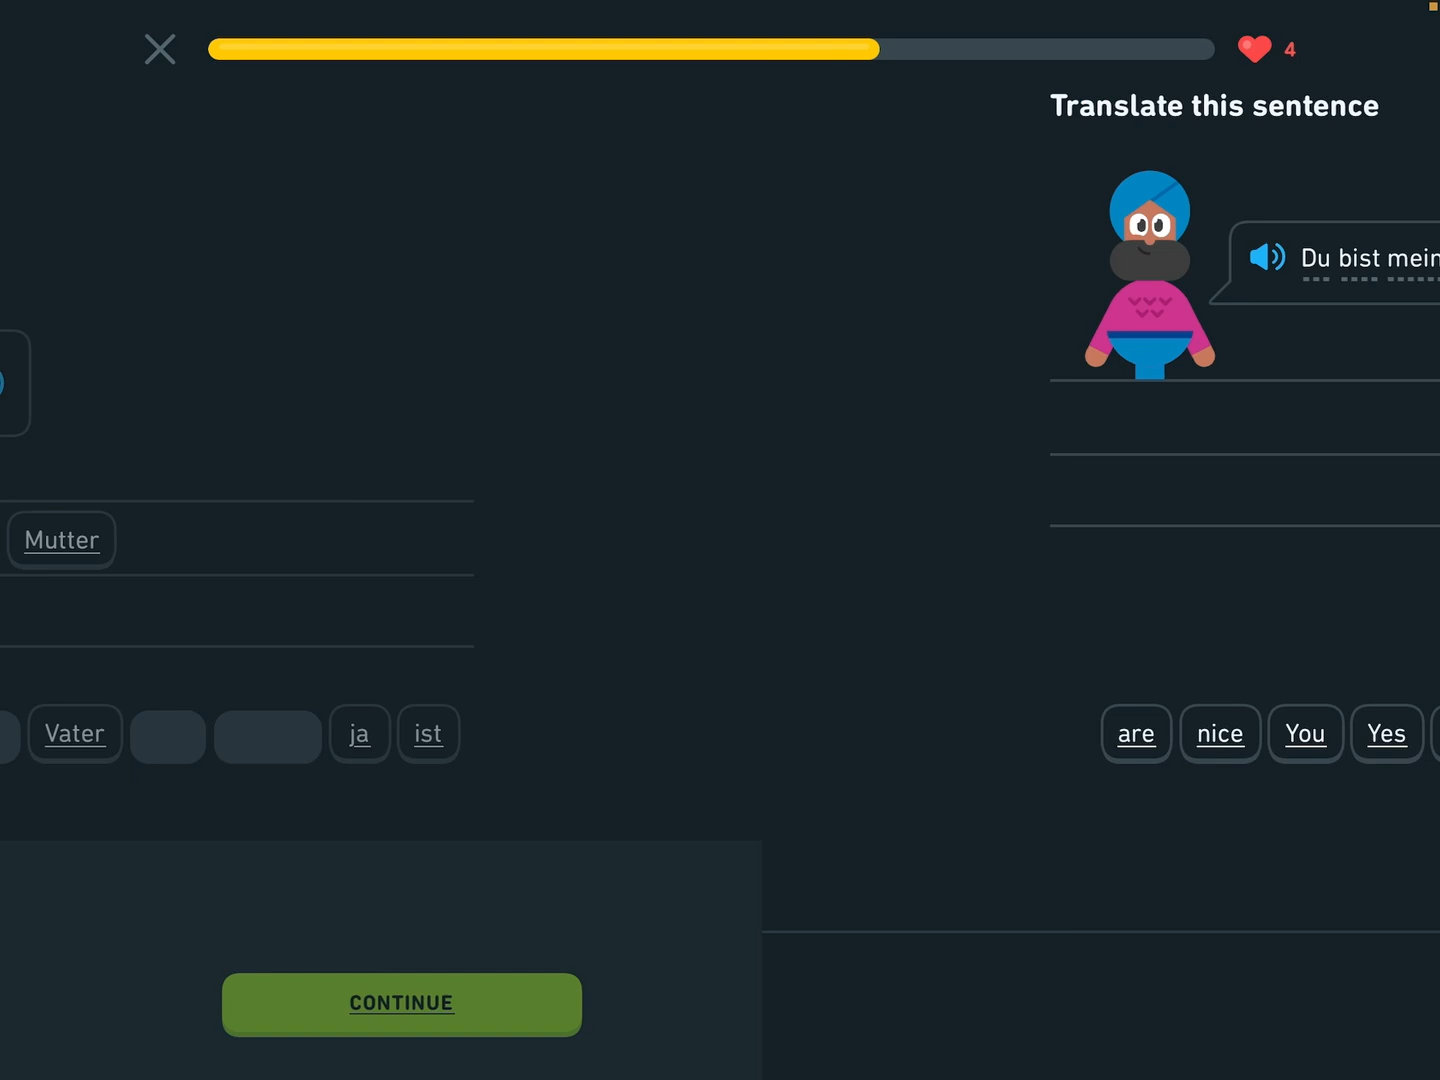 4
Translate this sentence
Du bist mein
Mutter
Vater ja ist
are nice You Yes
CONTINUE